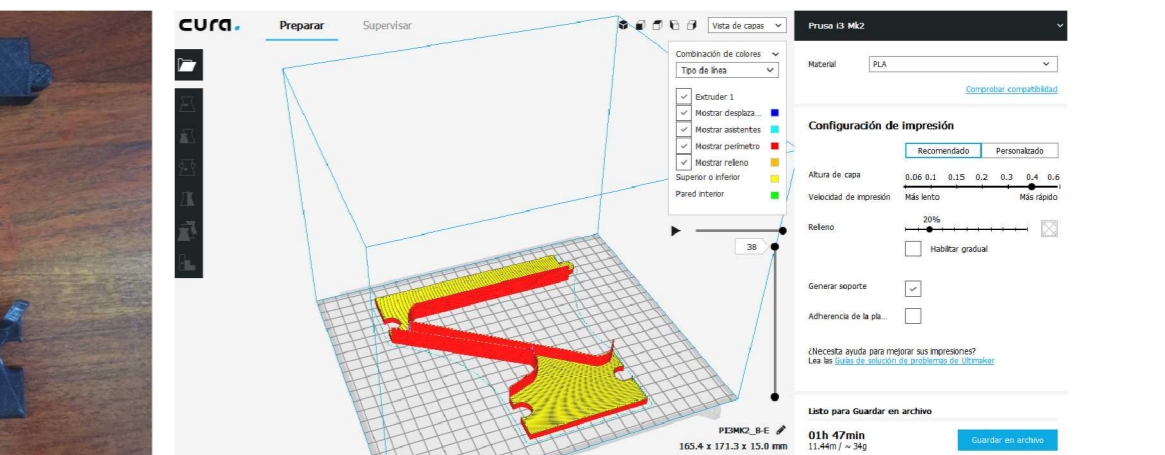 cura.
Preparar
Supervisar
Vista de capas
Combinación de colores
Tipo de línea
Extruder 1
Mostrar desplaza...
Mostrar asistentes
Mostrar perímetro
Mostrar relleno
Superior o inferior
Pared interior
38
PI3MK2_B-E
165.4 x 171.3 x 15.0 mm
Prusa i3 Mk2
Material PLA
Comprobar compatibilidad
Configuración de impresión
Recomendado Personalizado
Altura de capa 0.06 0.1 0.15 0.2 0.3 0.4 0.6
Velocidad de impresión Más lento Más rápido
Relleno 20%
Habilitar gradual
Generar soporte
Adherencia de la pla...
¿Necesita ayuda para mejorar sus impresiones?
Lea las Guías de solución de problemas de Ultimaker
Listo para Guardar en archivo
01h 47min
11.44m / ~ 34g
Guardar en archivo